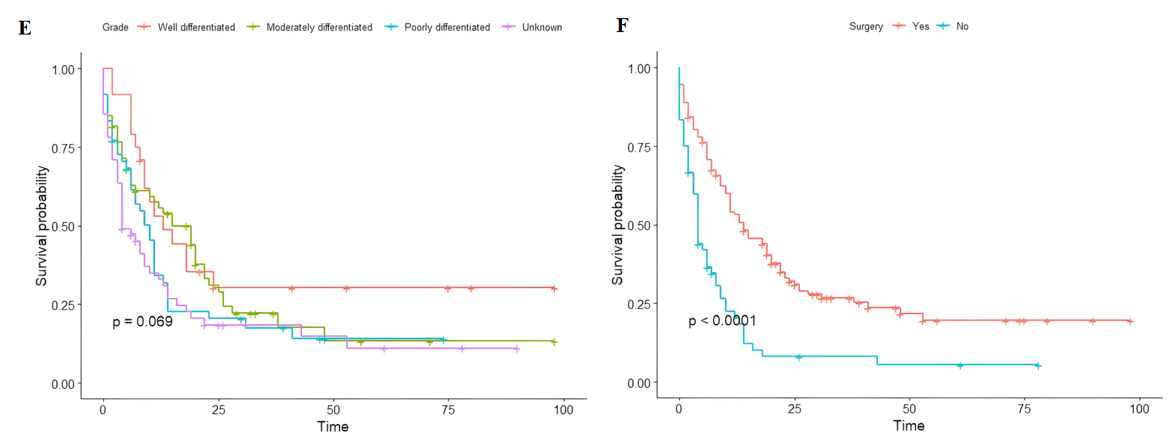 E
Grade Well differentiated Moderately differentiated Poorly differentiated Unknown
Survival probability
1.00
0.75
0.50
0.25
0.00
p = 0.069
0 25 50 75 100
Time
F
Surgery Yes No
Survival probability
1.00
0.75
0.50
0.25
0.00
p < 0.0001
0 25 50 75 100
Time